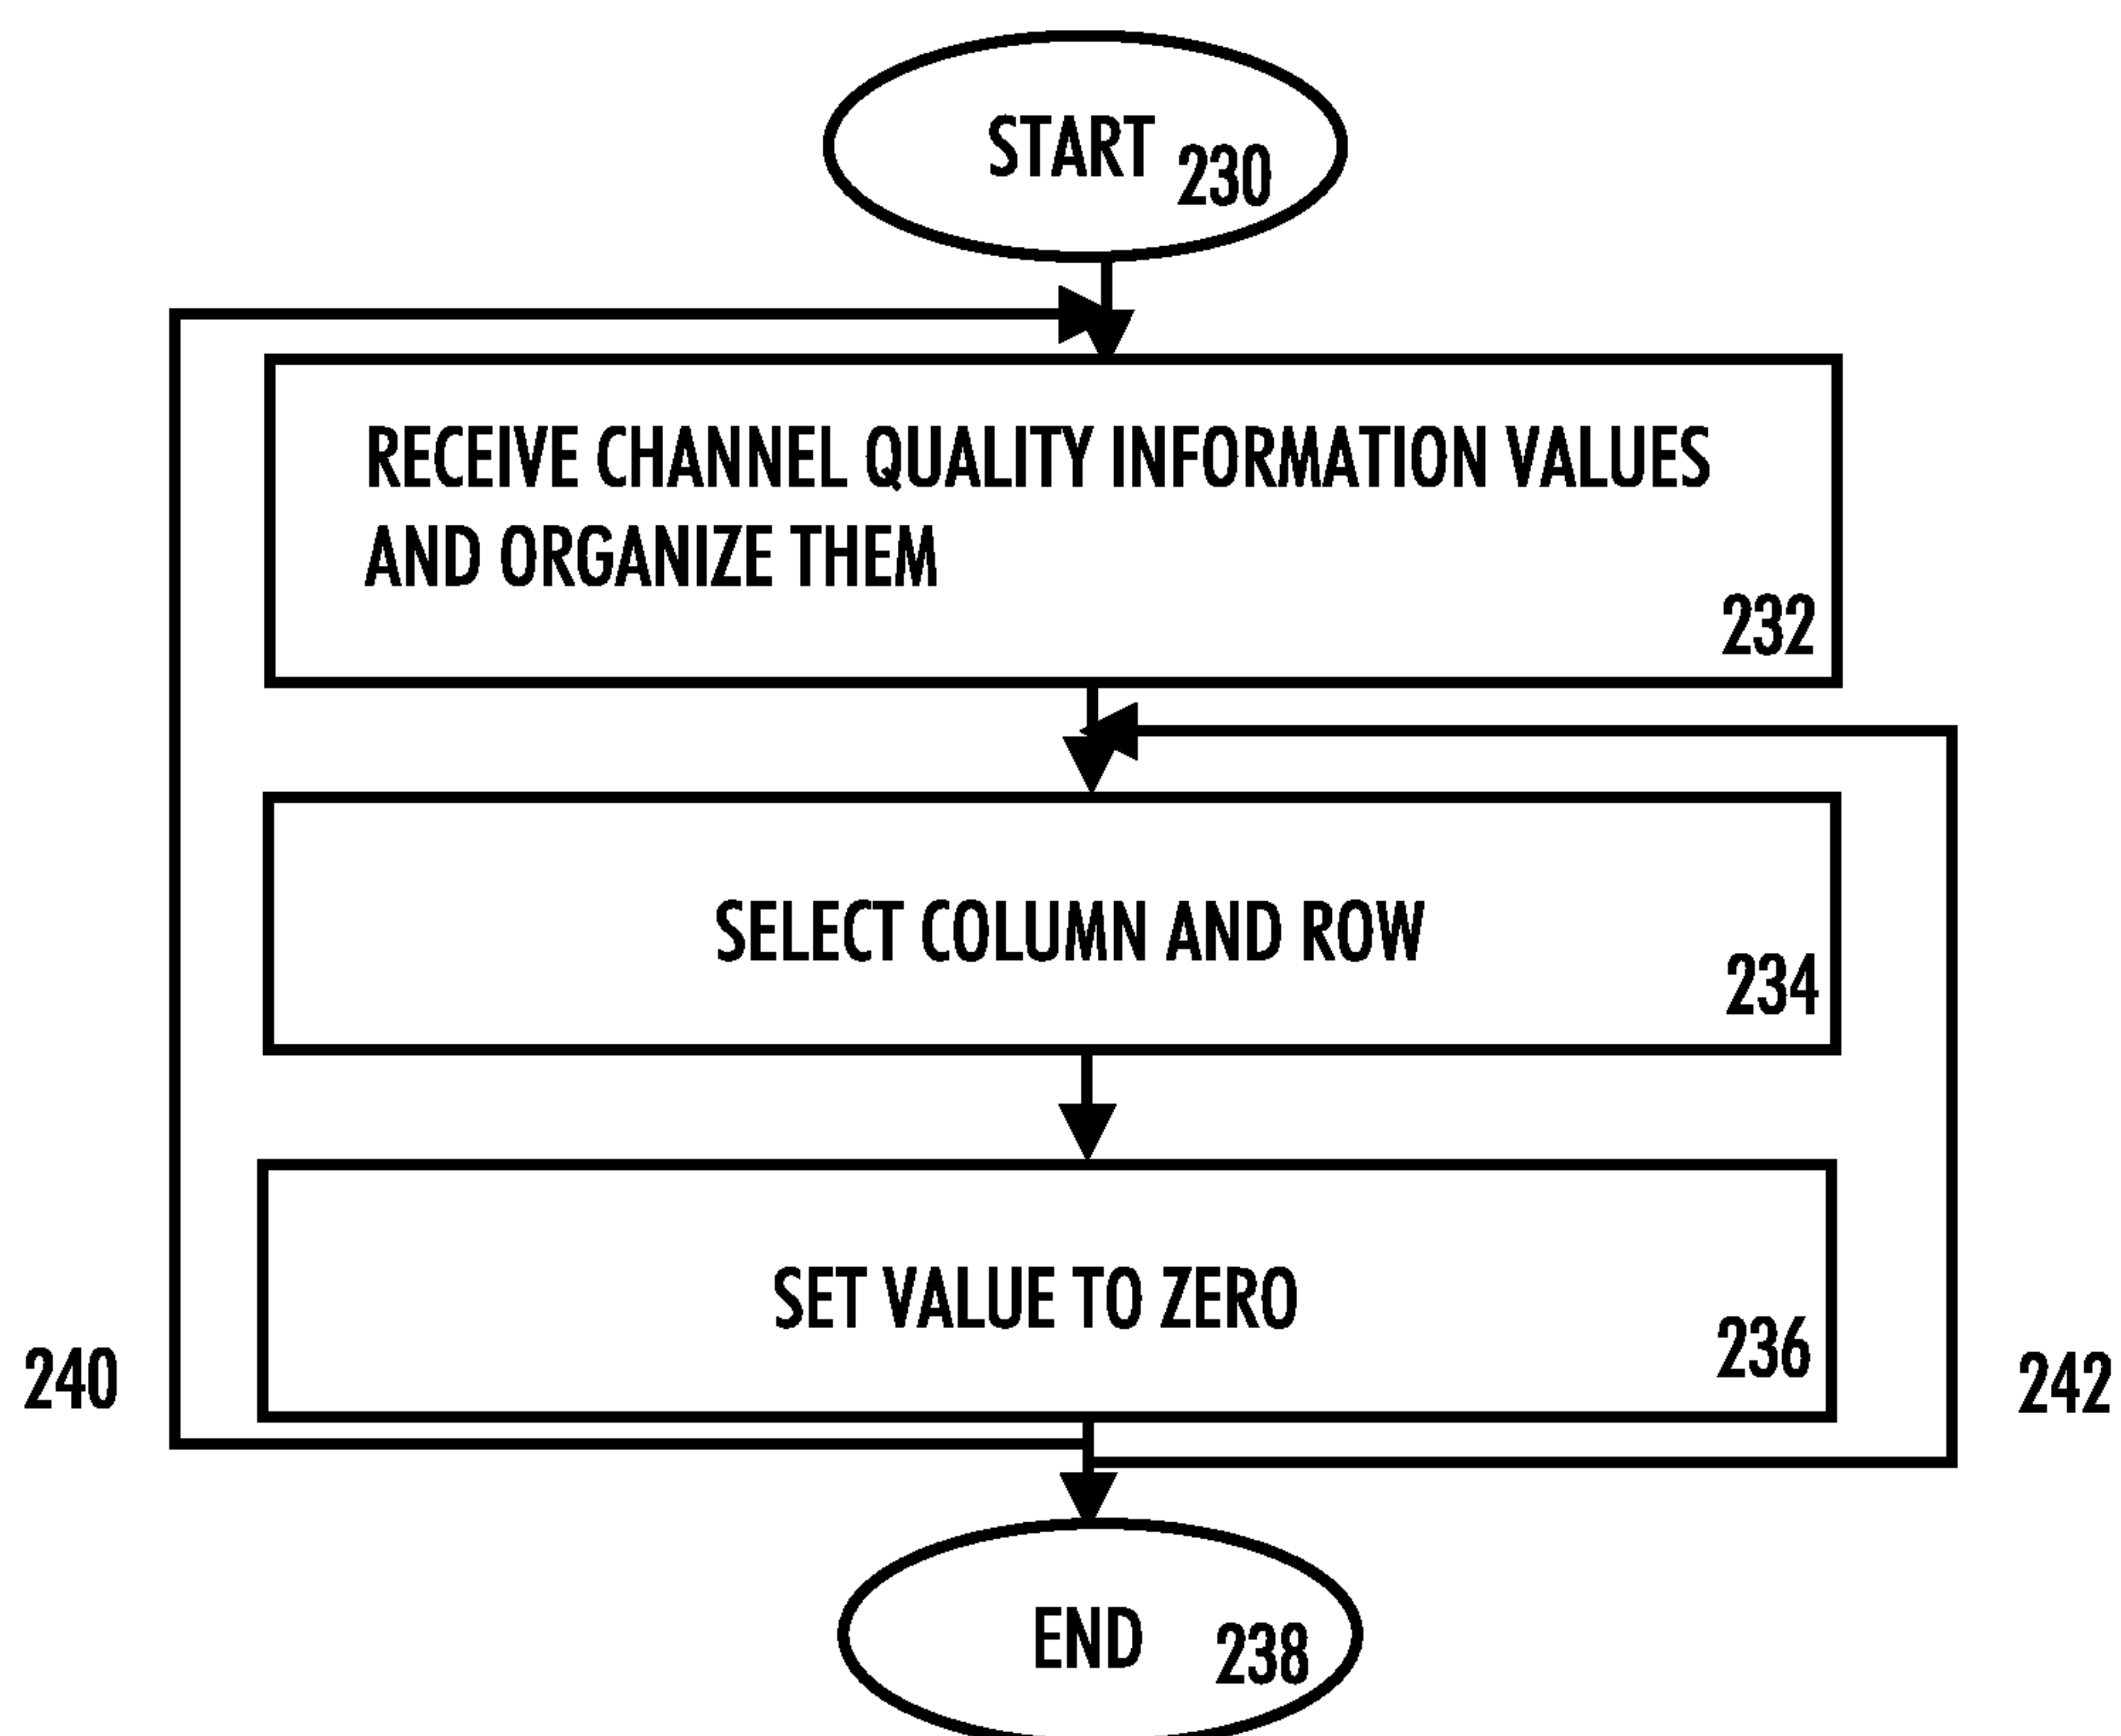 START 230
RECEIVE CHANNEL QUALITY INFORMATION VALUES
AND ORGANIZE THEM
232
SELECT COLUMN AND ROW
234
SET VALUE TO ZERO
236
240
242
END 238